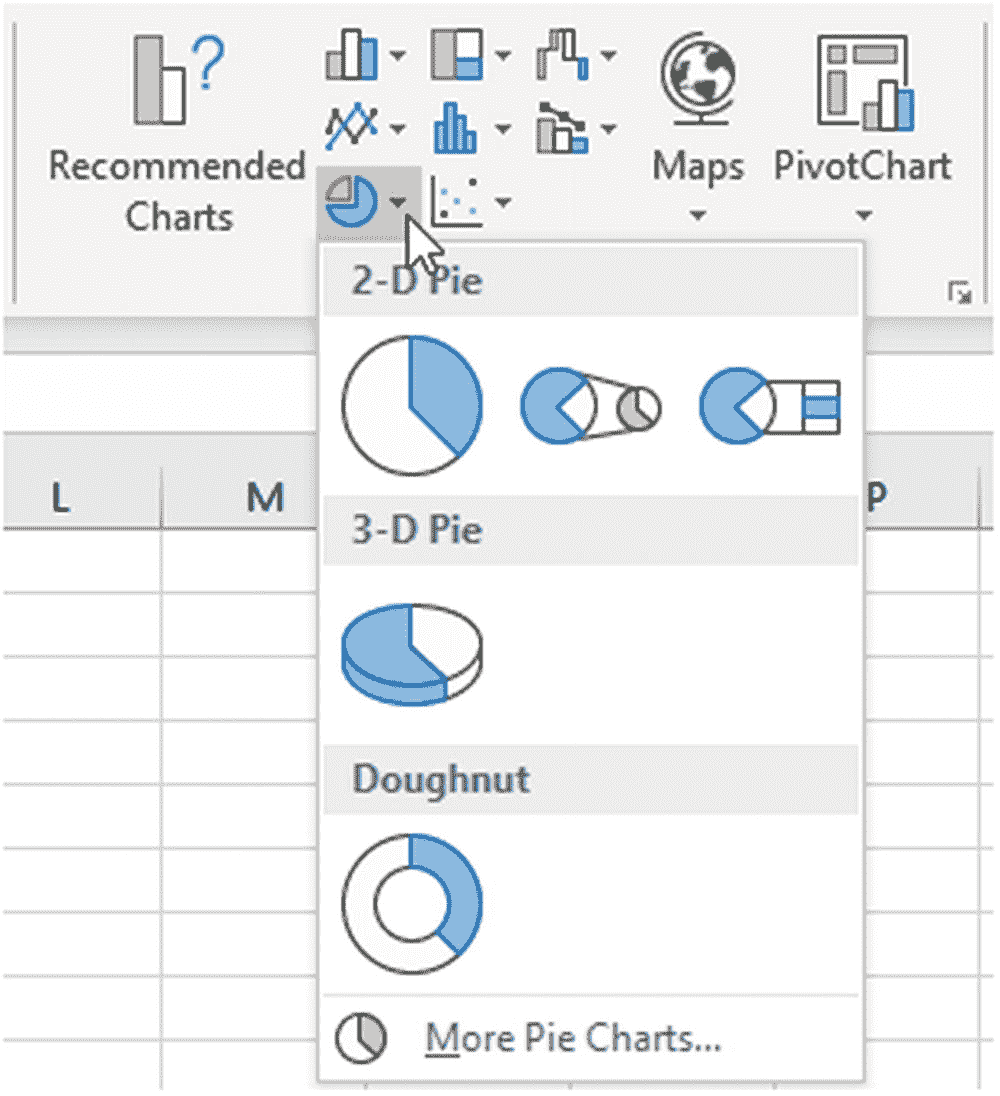 Recommended
Charts
?
Maps
PivotChart
2-D Pie
L
M
P
3-D Pie
Doughnut
More Pie Charts...